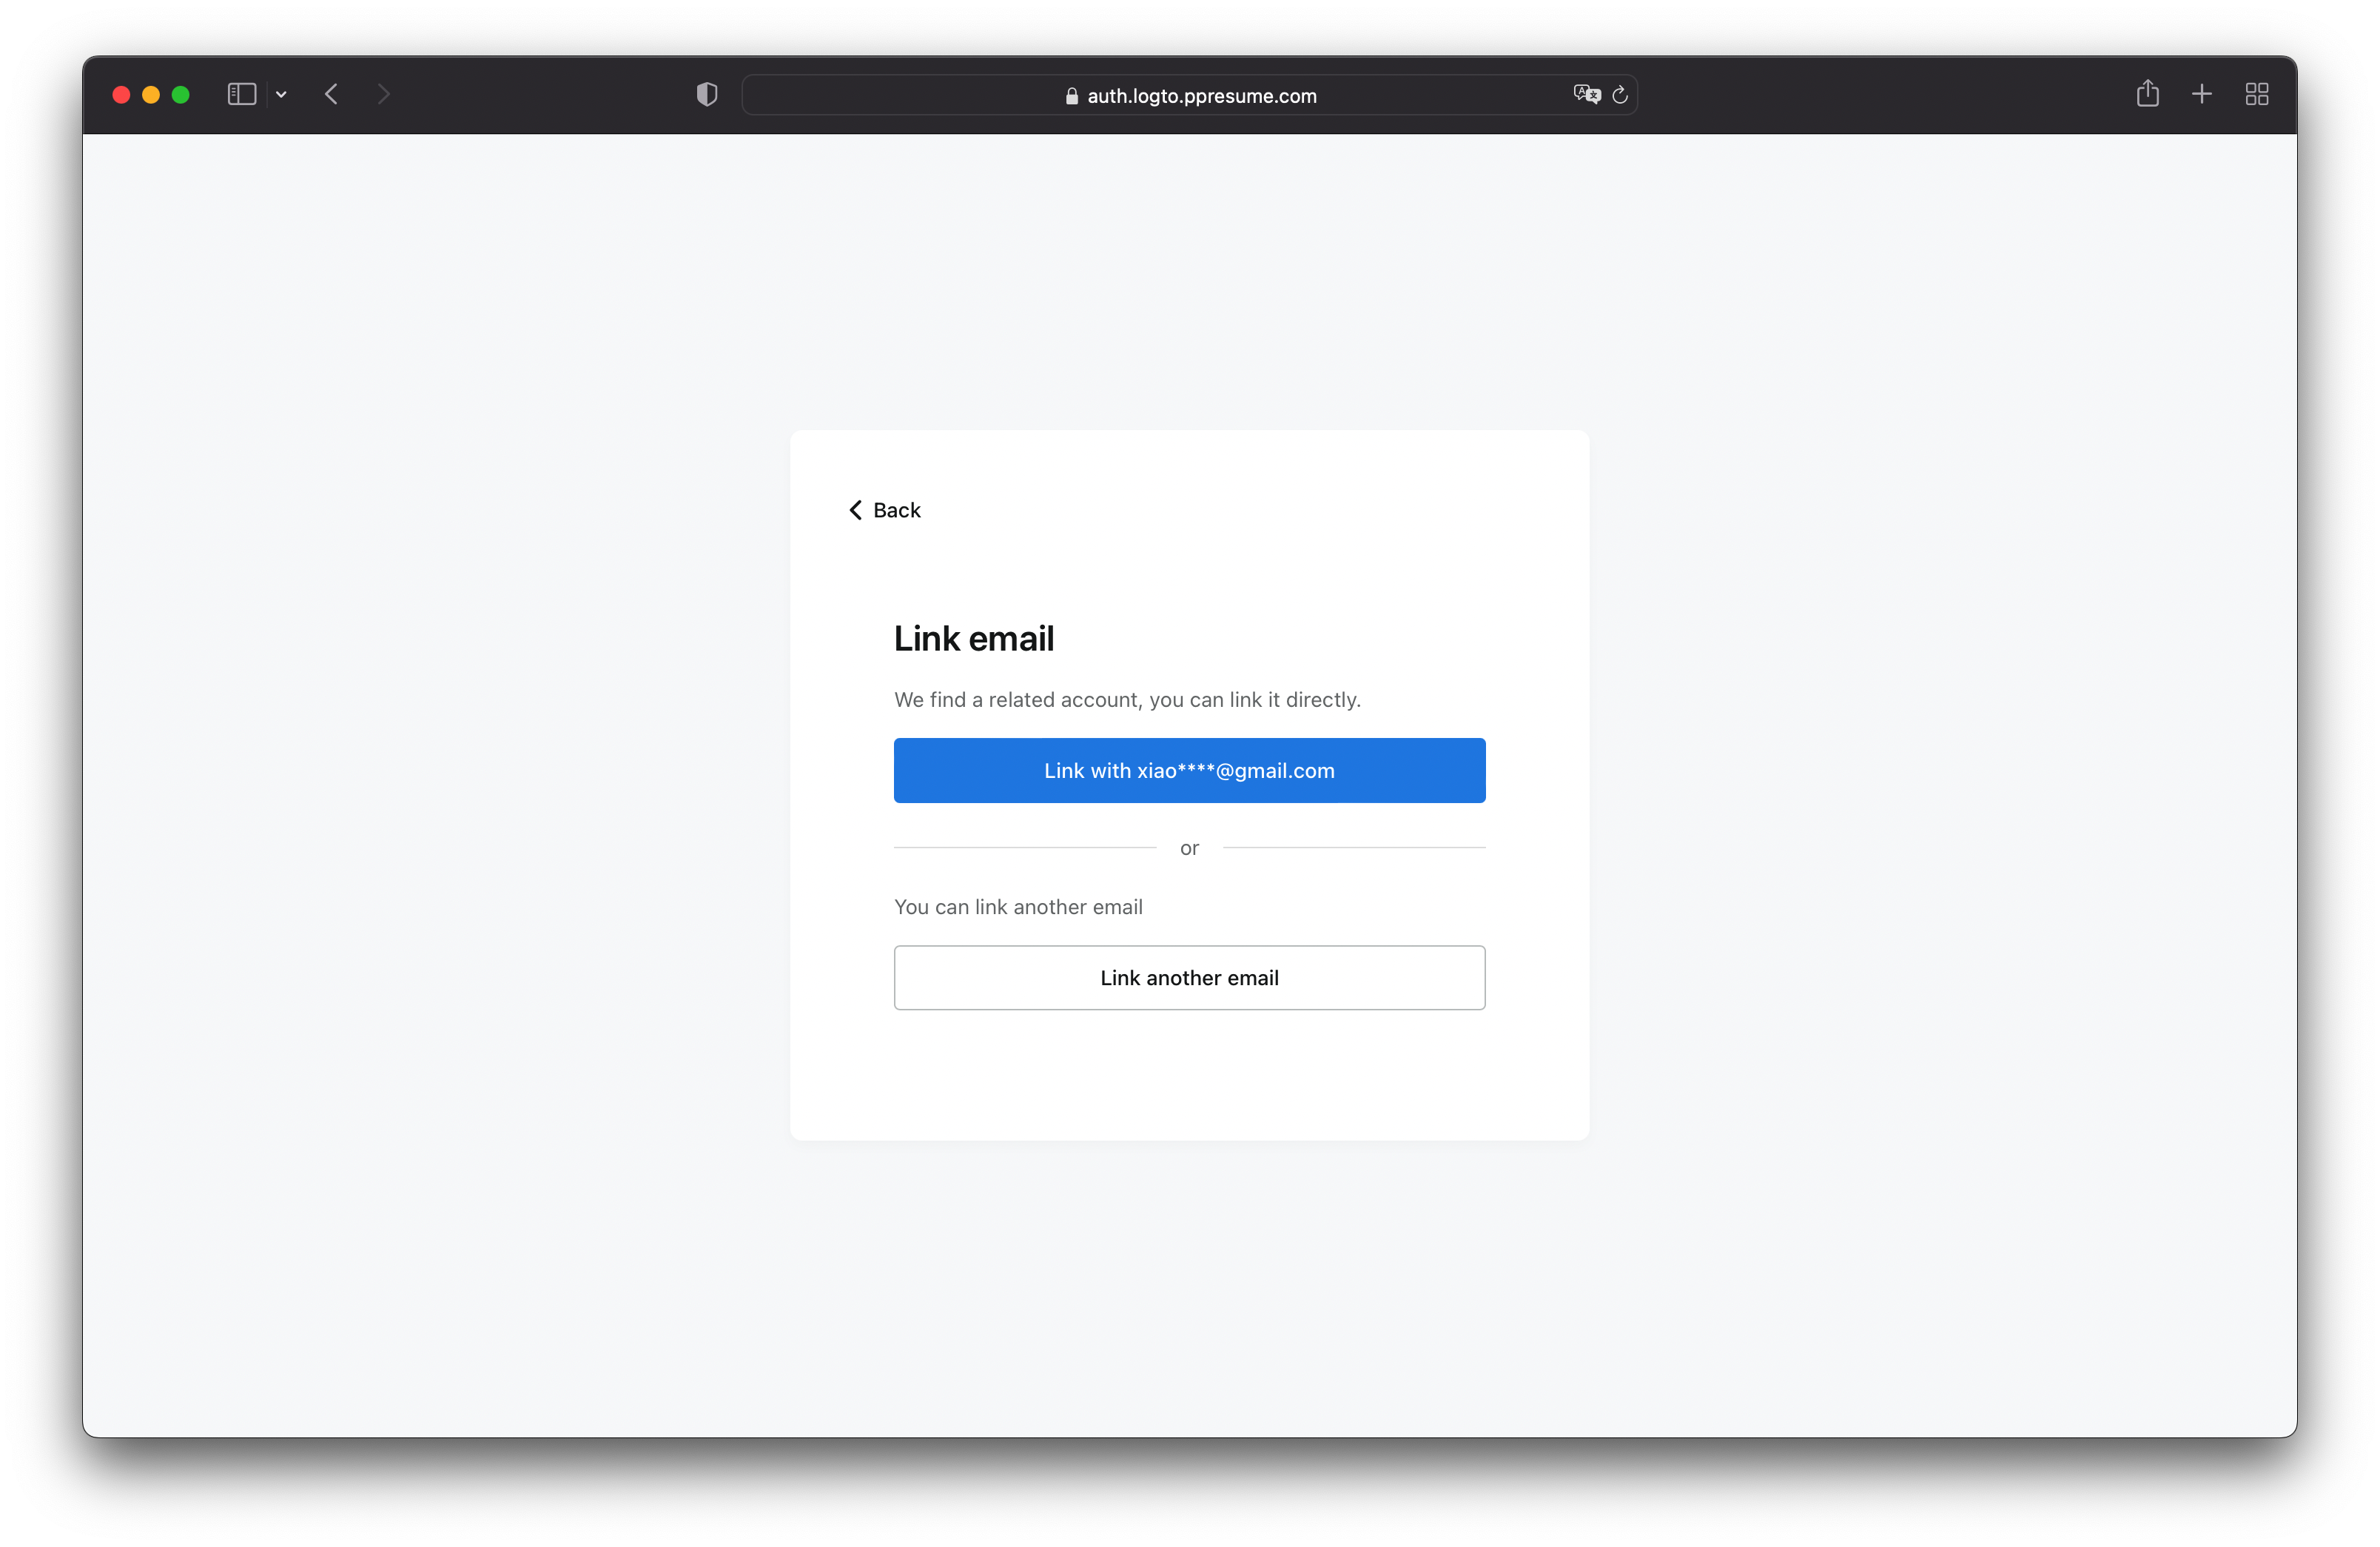 auth.logto.ppresume.com
Back
Link email
We find a related account, you can link it directly.
Link with xiao****@gmail.com
or
You can link another email
Link another email